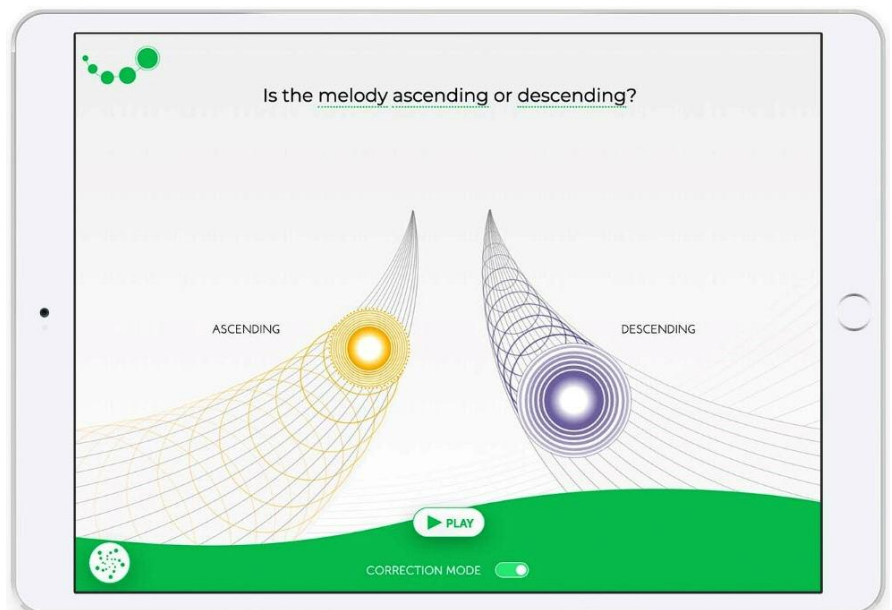 Is the melody ascending or descending?
ASCENDING
DESCENDING
PLAY
CORRECTION MODE